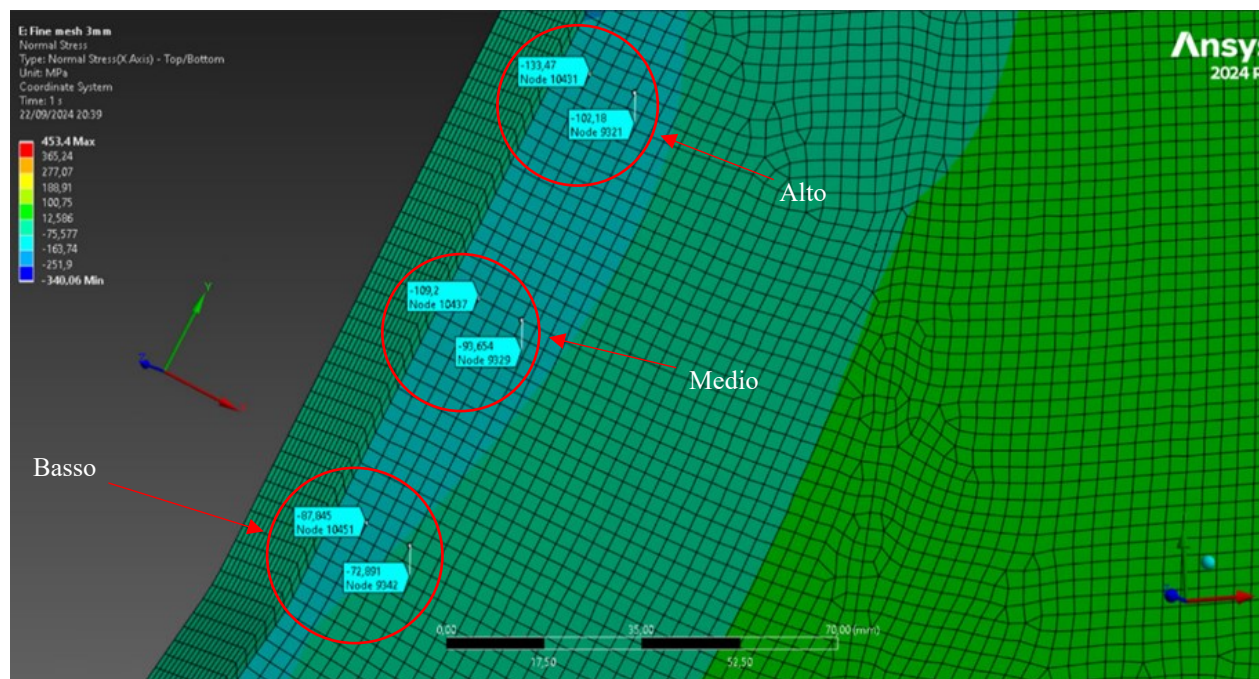 E: Fine mesh 3mm
Normal Stress
Type: Normal Stress(X Axis) - Top/Bottom
Unit: MPa
Coordinate System
Time: 1 s
22/09/2024 20:39
453,4 Max
365,24
277,07
188,91
100,75
12,586
-75,577
-163,74
-251,9
-340,06 Min
Ansys
2024 R
-133,47
Node 10431
-102,18
Node 9321
Alto
-109,2
Node 10437
-93,654
Node 9329
Medio
Basso
-87,845
Node 10451
-72,891
Node 9342
Y
Z
0,00
35,00
70,00 (mm)
17,50
52,50